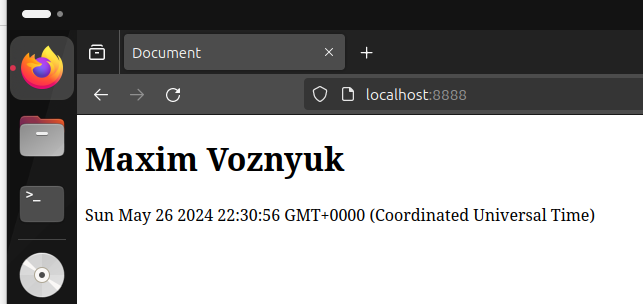 Document
localhost:8888
Maxim Voznyuk
Sun May 26 2024 22:30:56 GMT+0000 (Coordinated Universal Time)
>_